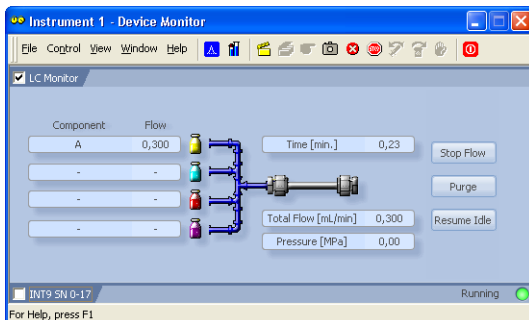 Instrument 1 - Device Monitor
File Control View Window Help
LC Monitor
Component Flow
A 0,300
- -
- -
- -
Time [min.] 0,23
Total Flow [mL/min] 0,300
Pressure [MPa] 0,00
Stop Flow
Purge
Resume Idle
INT9 SN 0-17 Running
For Help, press F1